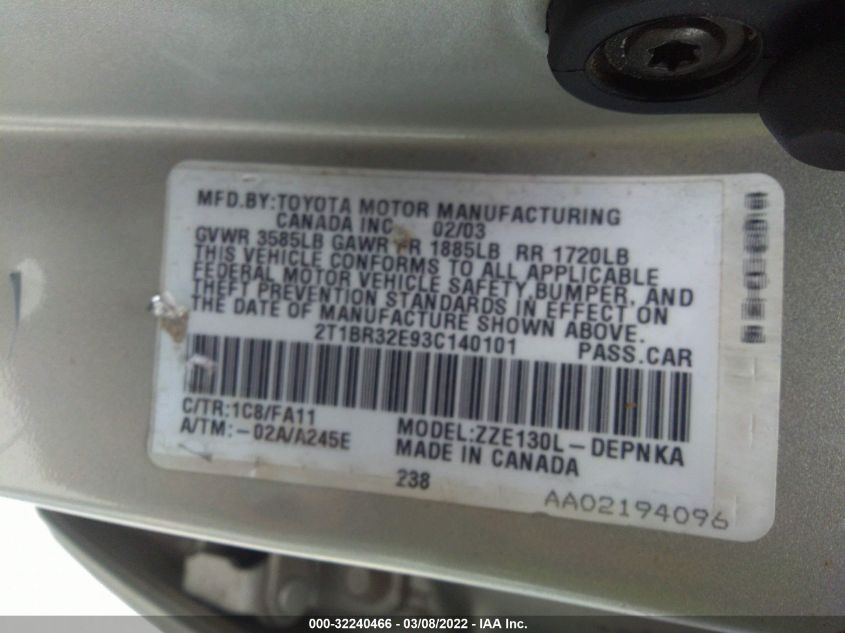 MFD.BY:TOYOTA MOTOR MANUFACTURING
CANADA INC. 02/03
GVWR 3585LB GAWR FR 1885LB RR 1720LB
THIS VEHICLE CONFORMS TO ALL APPLICABLE
FEDERAL MOTOR VEHICLE SAFETY,BUMPER, AND
THEFT PREVENTION STANDARDS IN EFFECT ON
THE DATE OF MANUFACTURE SHOWN ABOVE.
2T1BR32E93C140101 PASS.CAR
C/TR:1C8/FA11
A/TM:-02A/A245E
MODEL:ZZE130L-DEPNKA
MADE IN CANADA
238
AA02194096
000-32240466 - 03/08/2022 - IAA Inc.